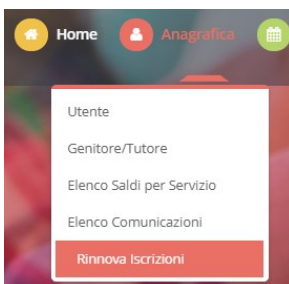 Home Anagrafica
Utente
Genitore/Tutore
Elenco Saldi per Servizio
Elenco Comunicazioni
Rinnova Iscrizioni